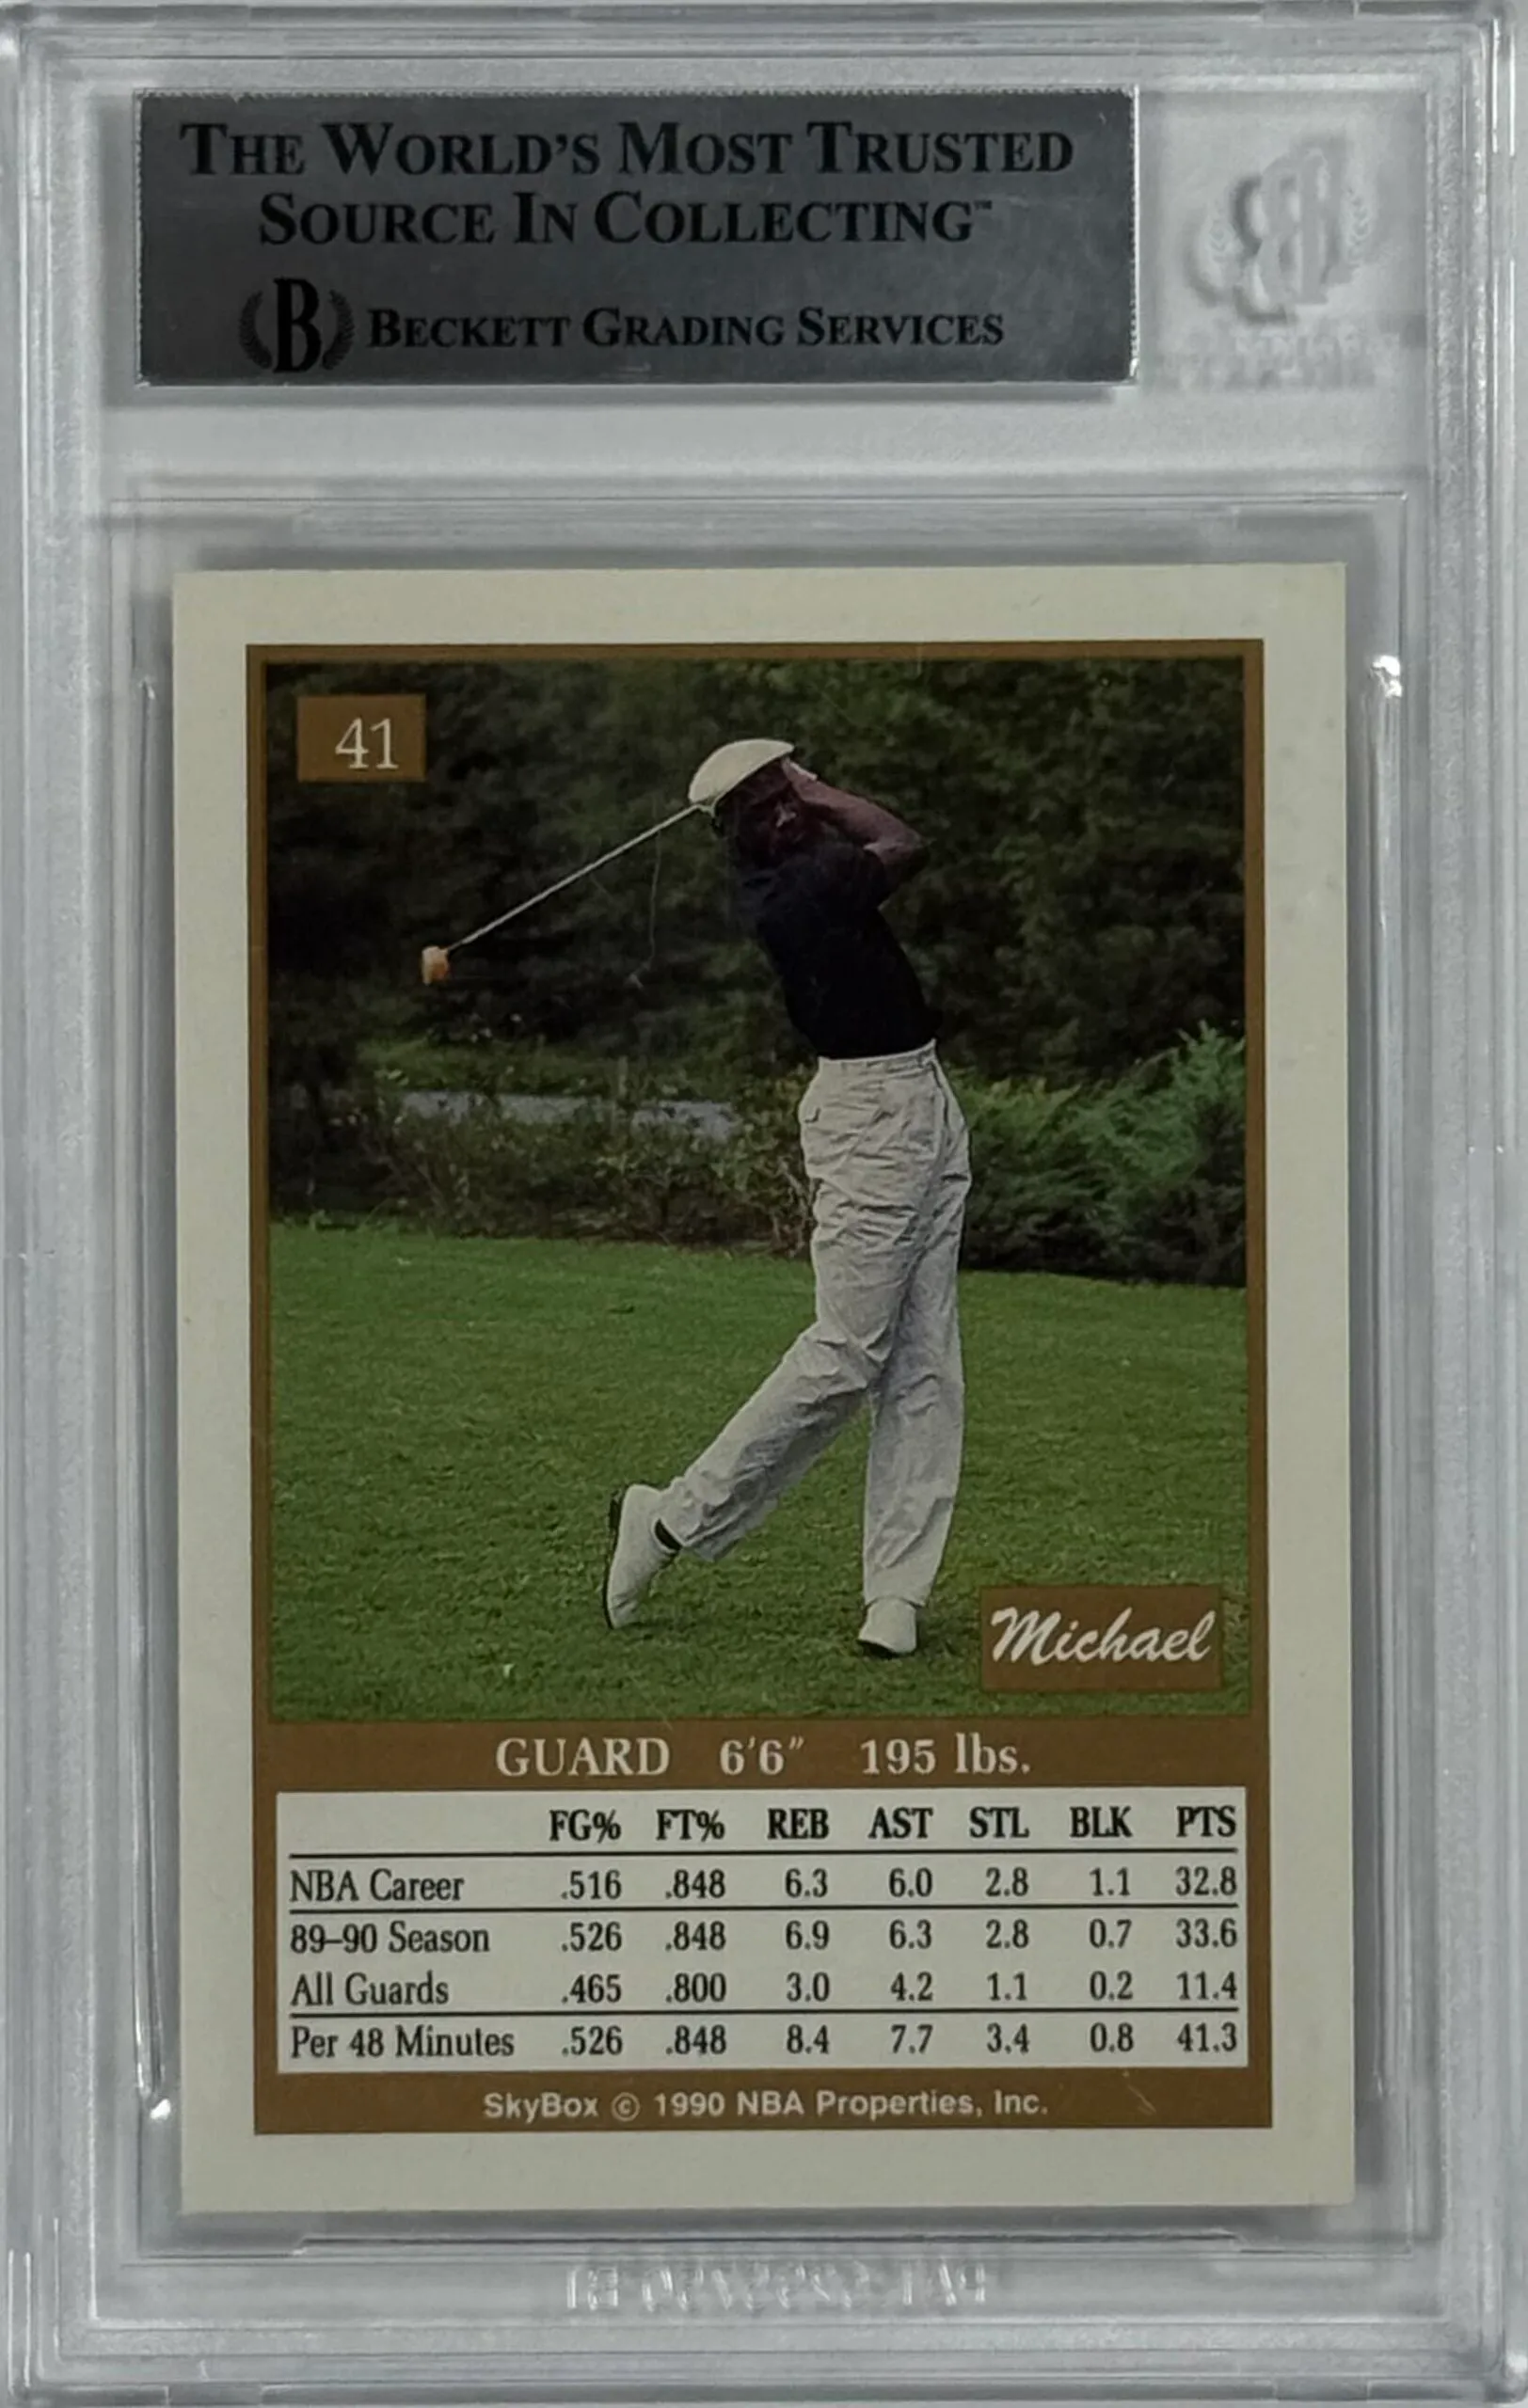 THE WORLD'S MOST TRUSTED
SOURCE IN COLLECTING™
B BECKETT GRADING SERVICES
41
Michael
GUARD 6'6" 195 lbs.
FG% FT% REB AST STL BLK PTS
NBA Career .516 .848 6.3 6.0 2.8 1.1 32.8
89–90 Season .526 .848 6.9 6.3 2.8 0.7 33.6
All Guards .465 .800 3.0 4.2 1.1 0.2 11.4
Per 48 Minutes .526 .848 8.4 7.7 3.4 0.8 41.3
SkyBox © 1990 NBA Properties, Inc.